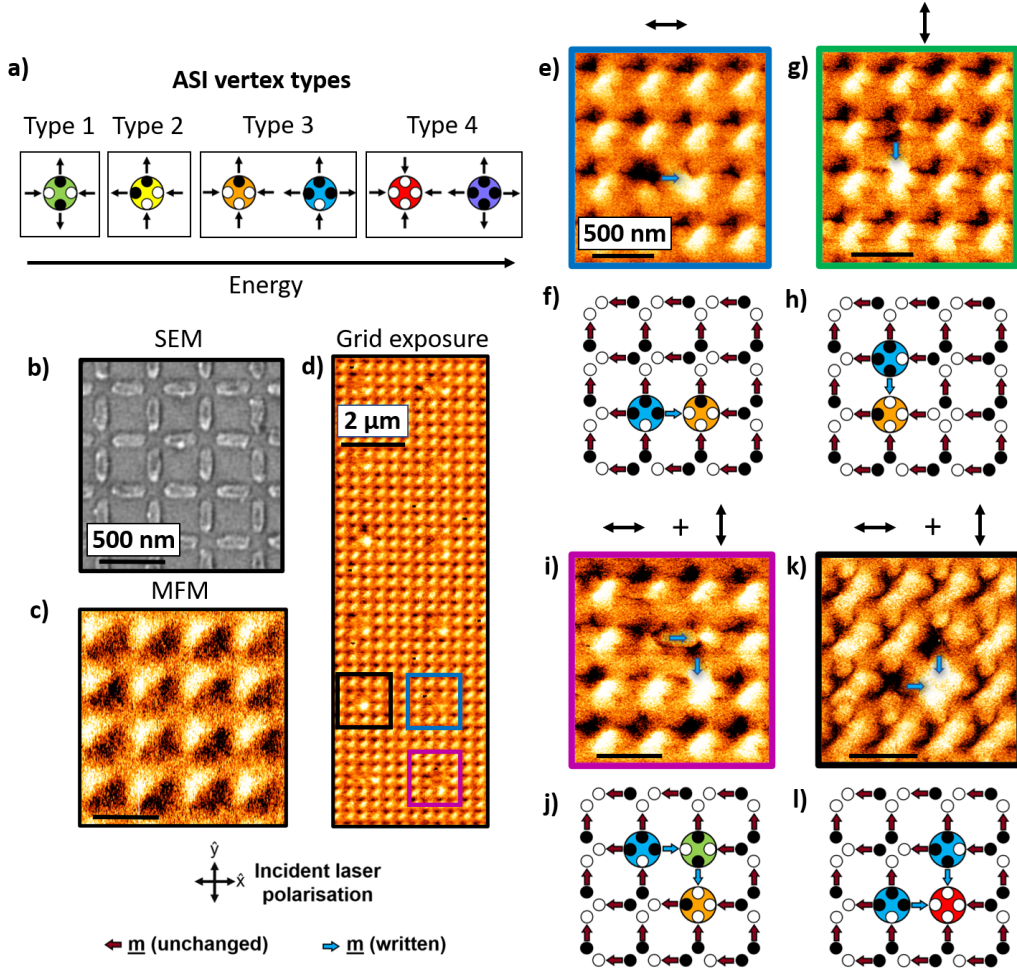 a)
ASI vertex types
Type 1
Type 2
Type 3
Type 4
Energy
SEM
b)
500 nm
MFM
c)
Grid exposure
d)
2 µm
ŷ
x̂
Incident laser
polarisation
m (unchanged)
m (written)
e)
500 nm
g)
f)
h)
+
+
i)
k)
j)
l)